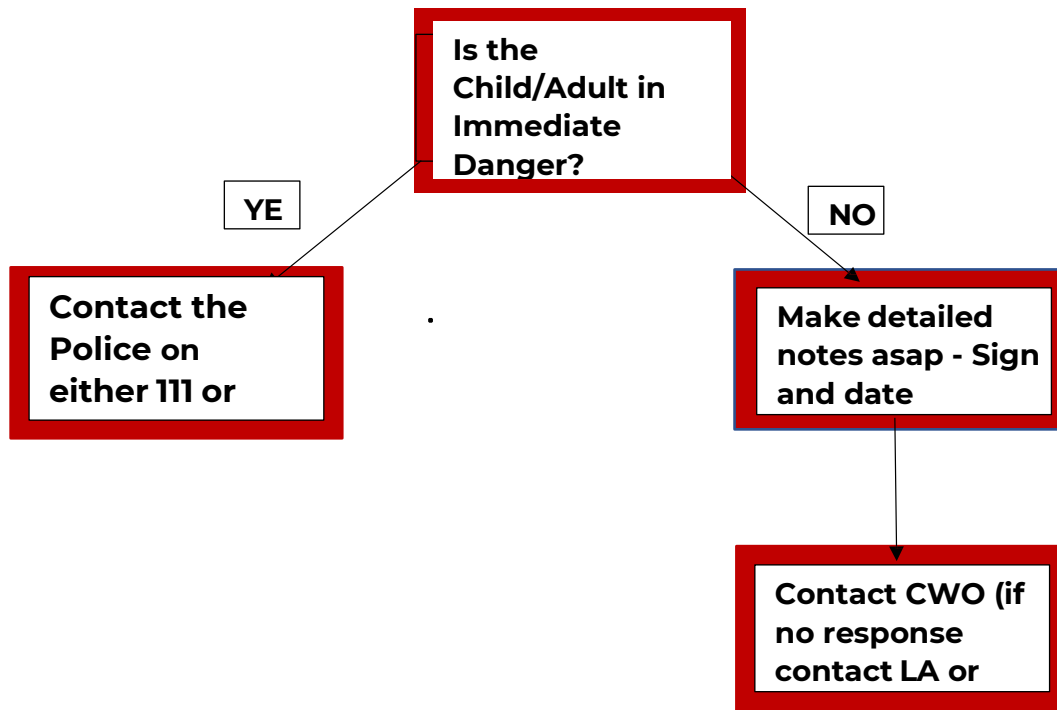 Is the
Child/Adult in
Immediate
Danger?
YE
NO
Contact the
Police on
either 111 or
Make detailed
notes asap - Sign
and date
Contact CWO (if
no response
contact LA or